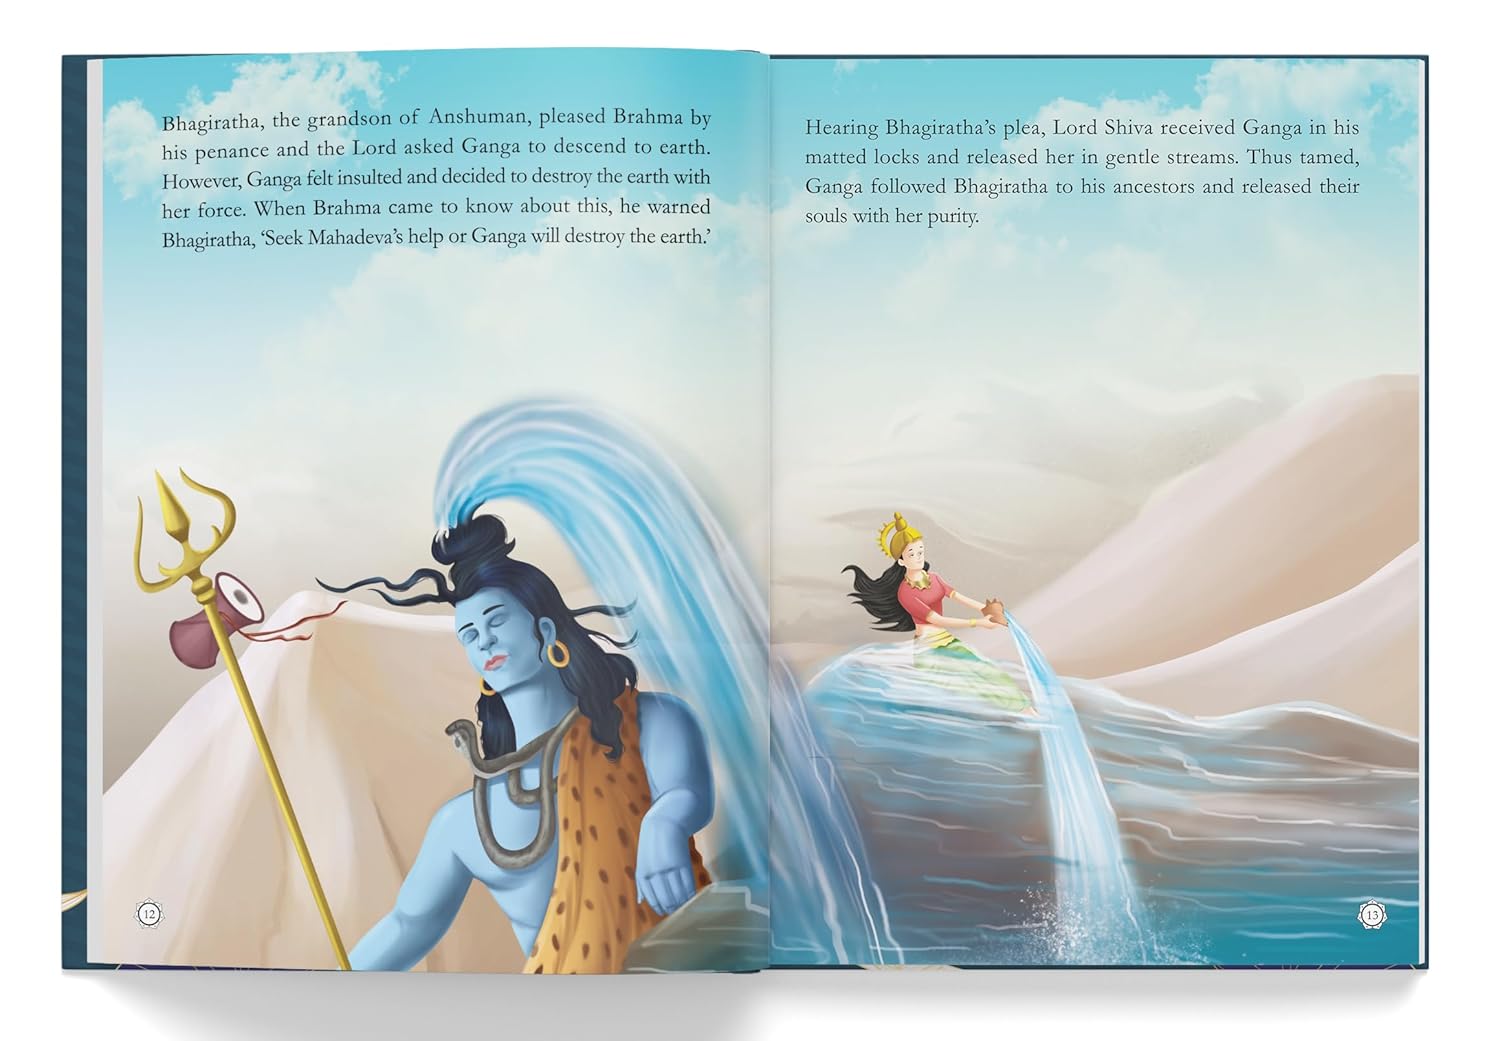 Bhagiratha, the grandson of Anshuman, pleased Brahma by
his penance and the Lord asked Ganga to descend to earth.
However, Ganga felt insulted and decided to destroy the earth with
her force. When Brahma came to know about this, he warned
Bhagiratha, ‘Seek Mahadeva’s help or Ganga will destroy the earth.’
12
Hearing Bhagiratha’s plea, Lord Shiva received Ganga in his
matted locks and released her in gentle streams. Thus tamed,
Ganga followed Bhagiratha to his ancestors and released their
souls with her purity.
13